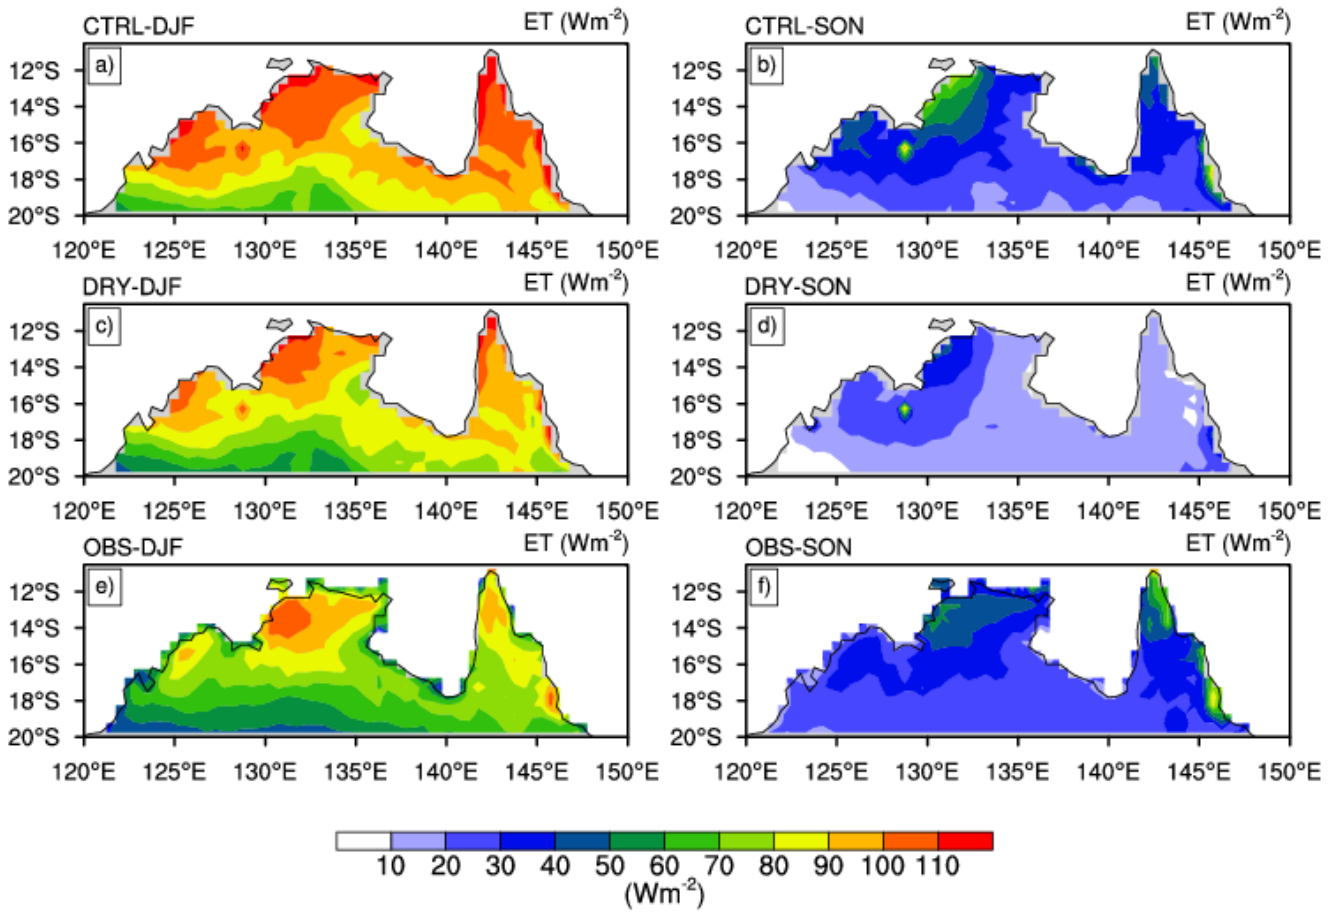 CTRL-DJF ET (Wm-2) CTRL-SON ET (Wm-2)
a) b)
12°S 12°S
14°S 14°S
16°S 16°S
18°S 18°S
20°S 20°S
120°E 125°E 130°E 135°E 140°E 145°E 150°E 120°E 125°E 130°E 135°E 140°E 145°E 150°E
DRY-DJF ET (Wm-2) DRY-SON ET (Wm-2)
c) d)
12°S 12°S
14°S 14°S
16°S 16°S
18°S 18°S
20°S 20°S
120°E 125°E 130°E 135°E 140°E 145°E 150°E 120°E 125°E 130°E 135°E 140°E 145°E 150°E
OBS-DJF ET (Wm-2) OBS-SON ET (Wm-2)
e) f)
12°S 12°S
14°S 14°S
16°S 16°S
18°S 18°S
20°S 20°S
120°E 125°E 130°E 135°E 140°E 145°E 150°E 120°E 125°E 130°E 135°E 140°E 145°E 150°E
10 20 30 40 50 60 70 80 90 100 110
(Wm-2)